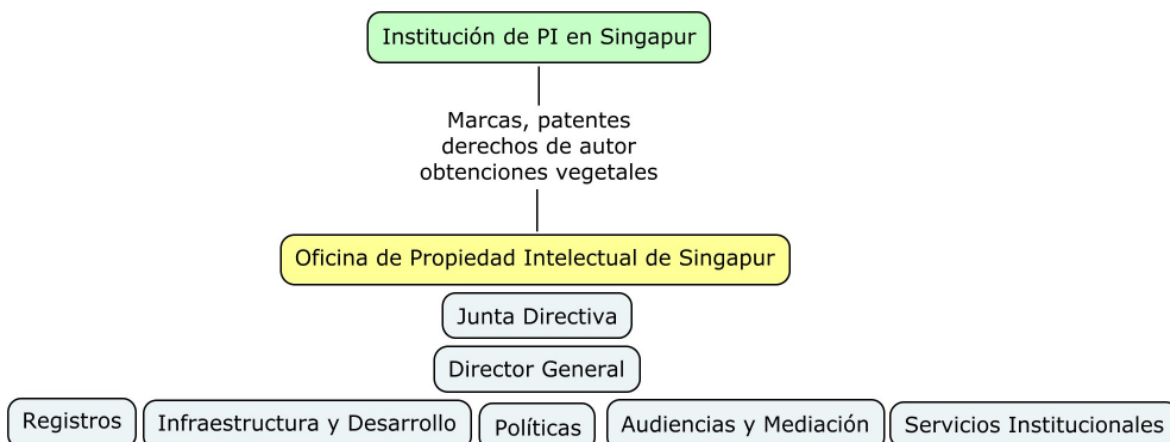 Institución de PI en Singapur
Marcas, patentes
derechos de autor
obtenciones vegetales
Oficina de Propiedad Intelectual de Singapur
Junta Directiva
Director General
Registros
Infraestructura y Desarrollo
Políticas
Audiencias y Mediación
Servicios Institucionales